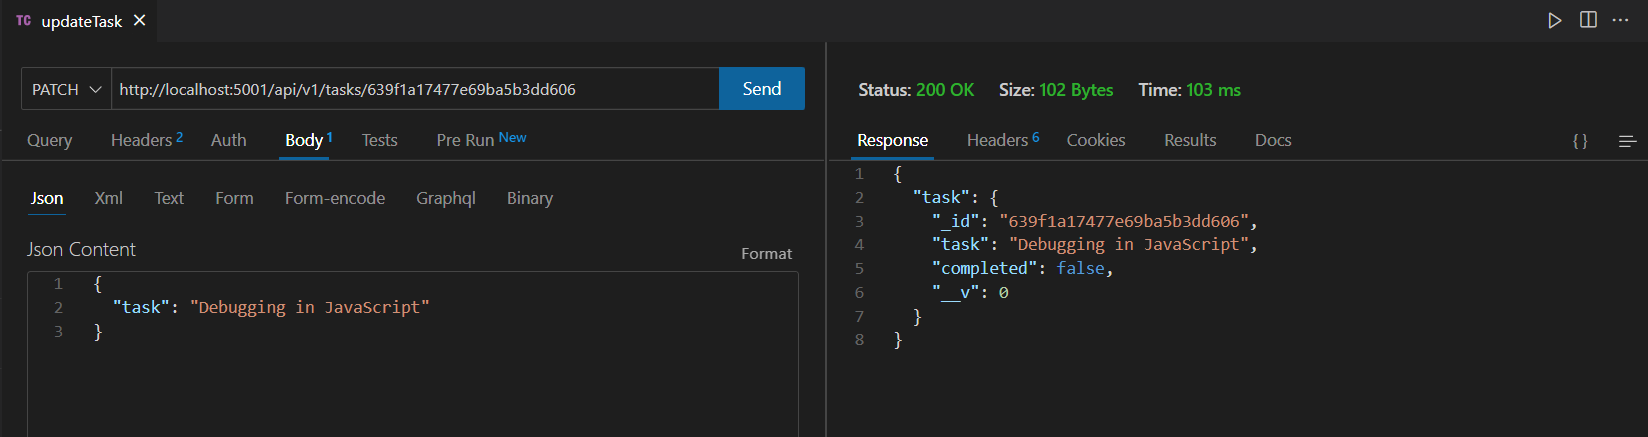 TC updateTask
PATCH http://localhost:5001/api/v1/tasks/639f1a17477e69ba5b3dd606 Send
Query Headers 2 Auth Body 1 Tests Pre Run New
Json Xml Text Form Form-encode Graphql Binary
Json Content
Format
1 {
2 "task": "Debugging in JavaScript"
3 }
Status: 200 OK Size: 102 Bytes Time: 103 ms
Response Headers 6 Cookies Results Docs {}
1 {
2 "task": {
3 "_id": "639f1a17477e69ba5b3dd606",
4 "task": "Debugging in JavaScript",
5 "completed": false,
6 "__v": 0
7 }
8 }